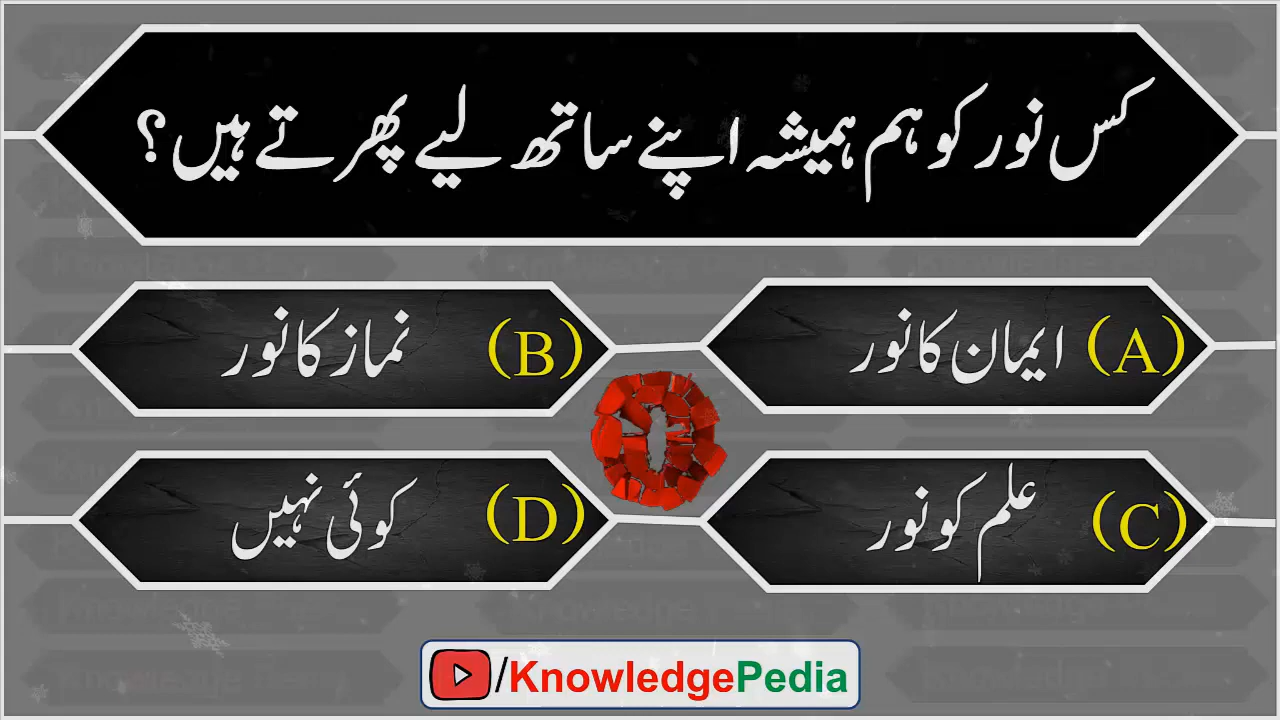 کس نور کو ہم ہمیشہ اپنے ساتھ لیے پھرتے ہیں؟
(A) ایمان کا نور
(B) نماز کا نور
(C) علم کو نور
(D) کوئی نہیں
/KnowledgePedia